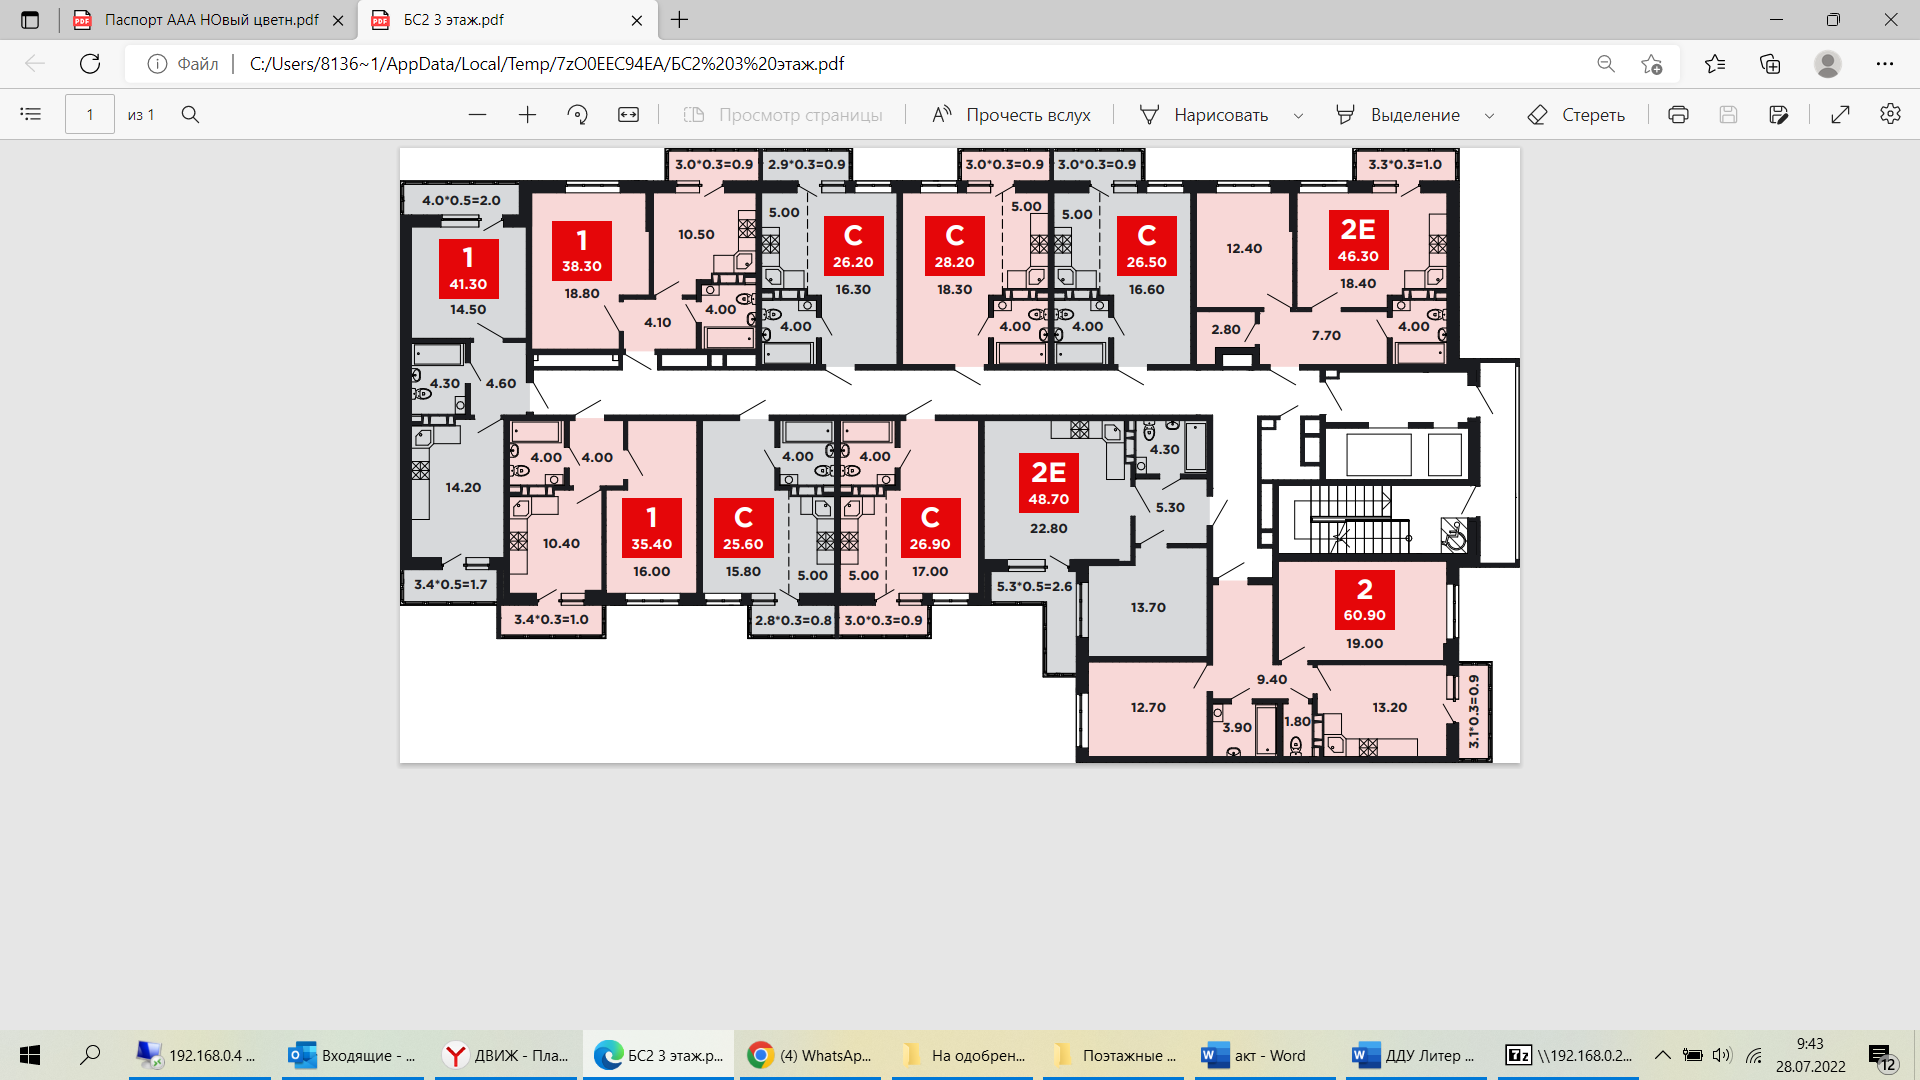 Паспорт ААА НОвый цветн.pdf
БС2 3 этаж.pdf
Файл
C:/Users/8136~1/AppData/Local/Temp/7zO0EEC94EA/БС2%203%20этаж.pdf
1
из 1
Просмотр страницы
Прочесть вслух
Нарисовать
Выделение
Стереть
3.0*0.3=0.9
2.9*0.3=0.9
3.0*0.3=0.9
3.0*0.3=0.9
3.3*0.3=1.0
4.0*0.5=2.0
1
41.30
14.50
1
38.30
18.80
10.50
4.10
4.00
5.00
С
26.20
16.30
4.00
С
28.20
18.30
5.00
4.00
5.00
С
26.50
16.60
4.00
12.40
2.80
2Е
46.30
18.40
7.70
4.00
4.30
4.60
14.20
3.4*0.5=1.7
4.00
4.00
10.40
1
35.40
16.00
3.4*0.3=1.0
4.00
С
25.60
15.80
5.00
2.8*0.3=0.8
4.00
С
26.90
17.00
5.00
3.0*0.3=0.9
2Е
48.70
22.80
4.30
5.30
5.3*0.5=2.6
13.70
2
60.90
19.00
12.70
9.40
3.90
1.80
13.20
3.1*0.3=0.9
192.168.0.4 ...
Входящие - ...
ДВИЖ - Пла...
БС2 3 этаж.p...
(4) WhatsAp...
На одобрен...
Поэтажные ...
акт - Word
ДДУ Литер ...
7z
\\192.168.0.2...
9:43
28.07.2022
12